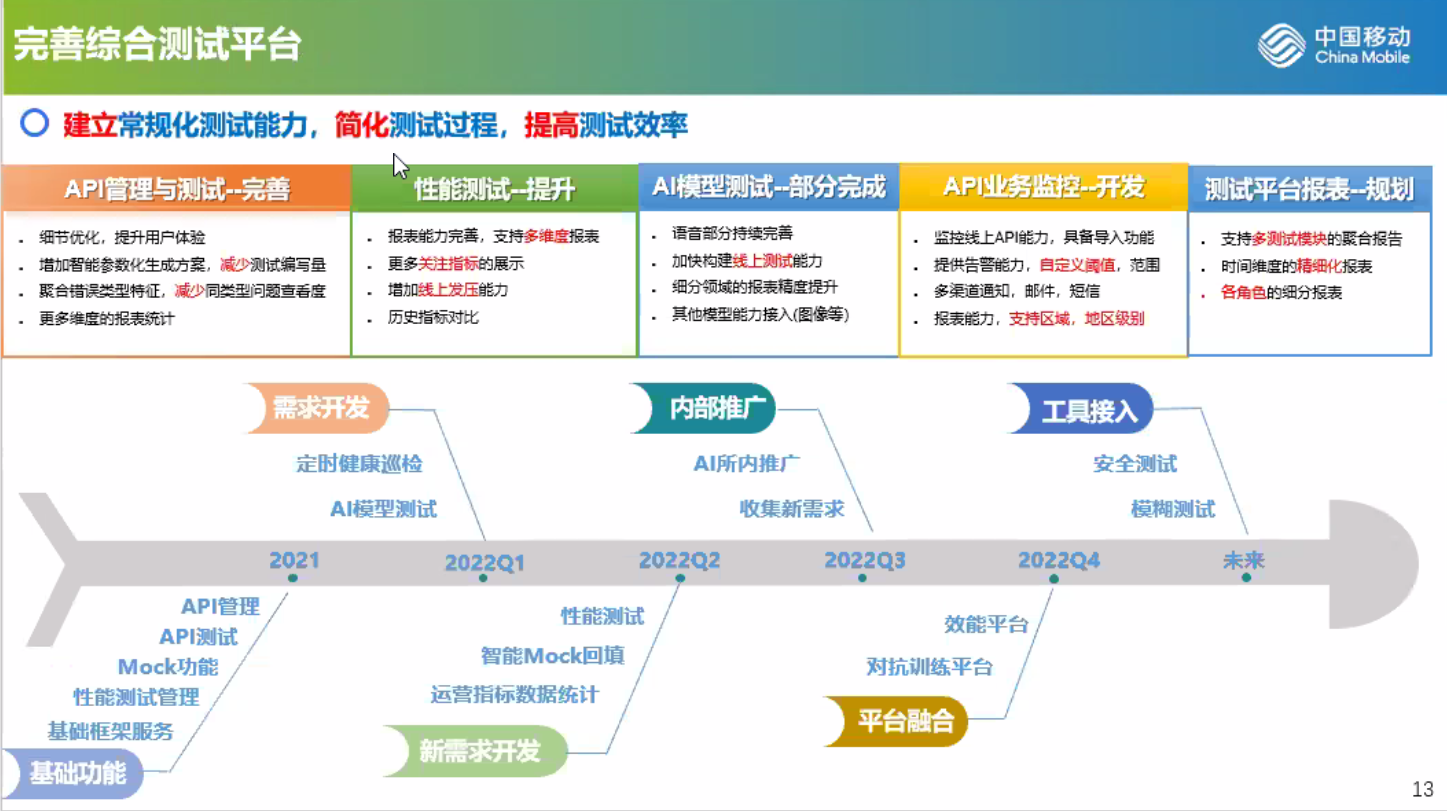 完善综合测试平台
中国移动
China Mobile
建立常规化测试能力，简化测试过程，提高测试效率
API管理与测试--完善
细节优化，提升用户体验
增加智能参数化生成方案，减少测试编写量
聚合错误类型特征，减少同类型问题查看度
更多维度的报表统计
性能测试--提升
报表能力完善，支持多维度报表
更多关注指标的展示
增加线上发压能力
历史指标对比
AI模型测试--部分完成
语音部分持续完善
加快构建线上测试能力
细分领域的报表精度提升
其他模型能力接入(图像等)
API业务监控--开发
监控线上API能力，具备导入功能
提供告警能力，自定义阈值，范围
多渠道通知，邮件，短信
报表能力，支持区域，地区级别
测试平台报表--规划
支持多测试模块的聚合报告
时间维度的精细化报表
各角色的细分报表
需求开发
定时健康巡检
AI模型测试
内部推广
AI所内推广
收集新需求
工具接入
安全测试
模糊测试
2021
2022Q1
2022Q2
2022Q3
2022Q4
未来
API管理
API测试
Mock功能
性能测试管理
基础框架服务
基础功能
性能测试
智能Mock回填
运营指标数据统计
新需求开发
效能平台
对抗训练平台
平台融合
13